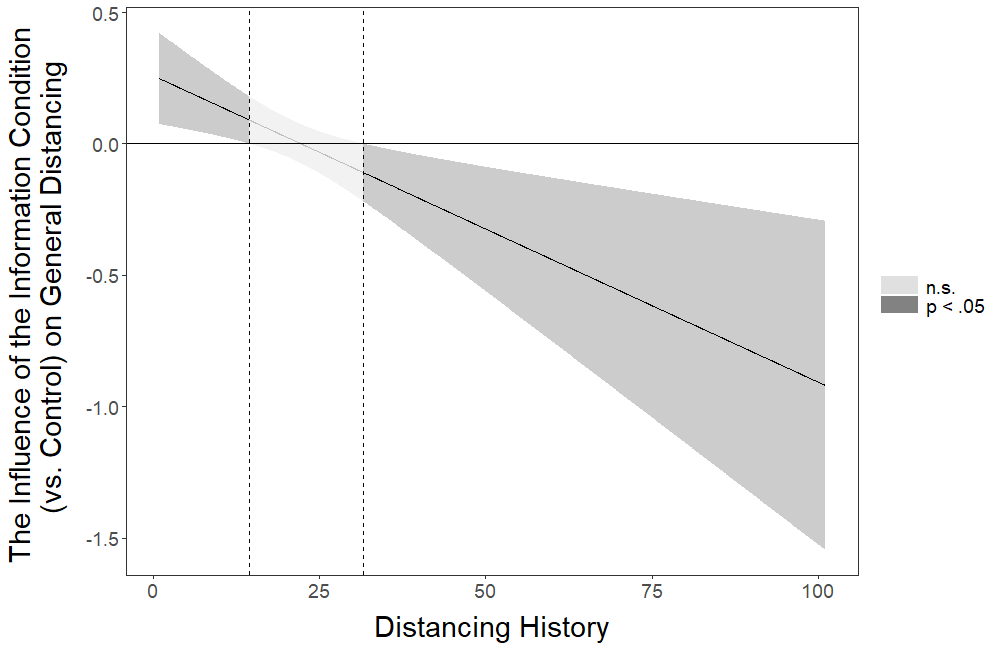 The Influence of the Information Condition
(vs. Control) on General Distancing
0.5
0.0
-0.5
-1.0
-1.5
0
25
50
75
100
Distancing History
n.s.
p < .05